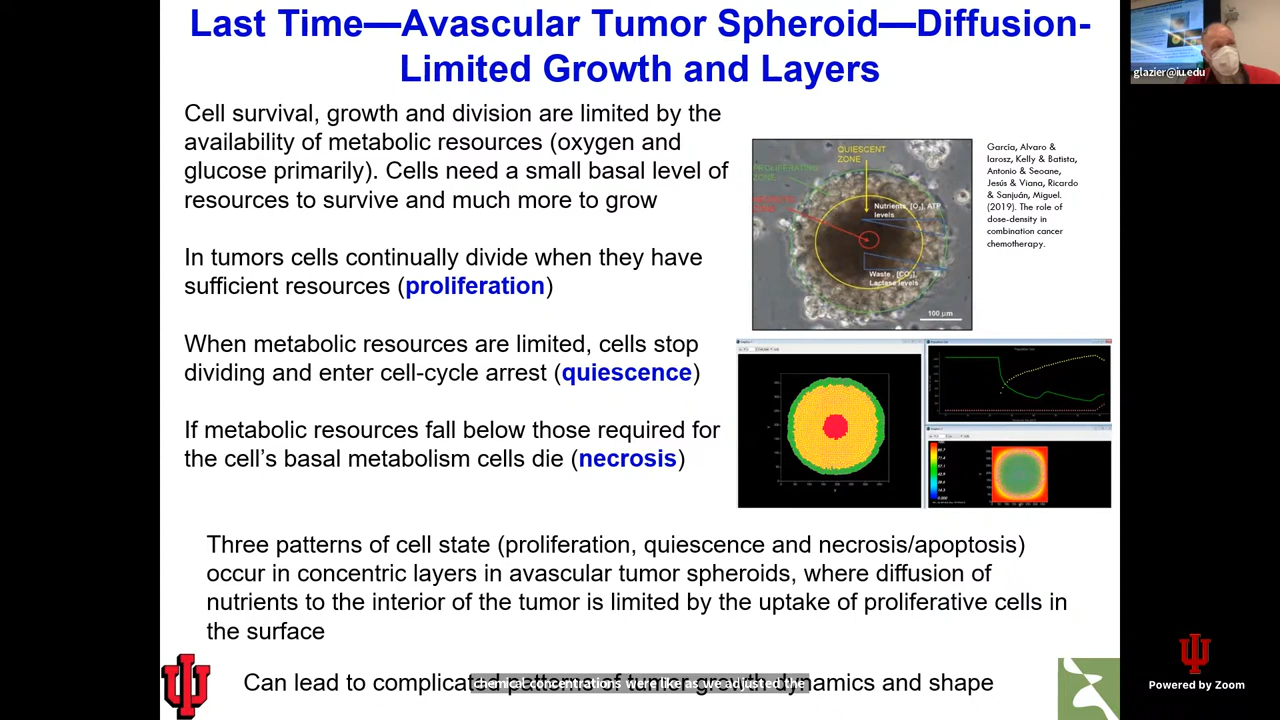 Last Time—Avascular Tumor Spheroid—Diffusion-
Limited Growth and Layers
glazier@iu.edu
Cell survival, growth and division are limited by the
availability of metabolic resources (oxygen and
glucose primarily). Cells need a small basal level of
resources to survive and much more to grow
In tumors cells continually divide when they have
sufficient resources (proliferation)
When metabolic resources are limited, cells stop
dividing and enter cell-cycle arrest (quiescence)
If metabolic resources fall below those required for
the cell's basal metabolism cells die (necrosis)
QUIESCENT
ZONE
PROLIFERATING
ZONE
ZONE
Nutrients, [O₂], ATP
levels
Waste , [CO₂],
Lactase levels
100 μm
García, Alvaro &
Iarosz, Kelly & Batista,
Antonio & Seoane,
Jesús & Viana, Ricardo
& Sanjuán, Miguel.
(2019). The role of
dose-density in
combination cancer
chemotherapy.
Three patterns of cell state (proliferation, quiescence and necrosis/apoptosis)
occur in concentric layers in avascular tumor spheroids, where diffusion of
nutrients to the interior of the tumor is limited by the uptake of proliferative cells in
the surface
Can lead to complicated patterns of tumor growth dynamics and shape
chemical concentrations were like as we adjusted the
Powered by Zoom